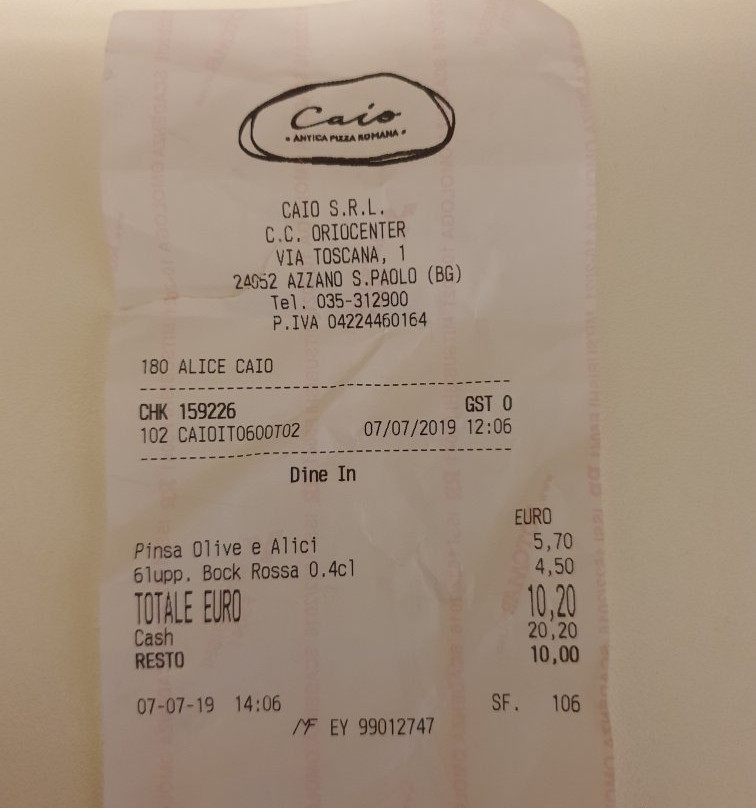 Caio
• ANTICA PIZZA ROMANA •
CAIO S.R.L.
C.C. ORIOCENTER
VIA TOSCANA, 1
24052 AZZANO S.PAOLO (BG)
Tel. 035-312900
P.IVA 04224460164
180 ALICE CAIO
CHK 159226 GST 0
102 CAIOIT0600T02 07/07/2019 12:06
Dine In
EURO
Pinsa Olive e Alici 5,70
6lupp. Bock Rossa 0.4cl 4,50
TOTALE EURO 10,20
Cash 20,20
RESTO 10,00
07-07-19 14:06 SF. 106
MF EY 99012747